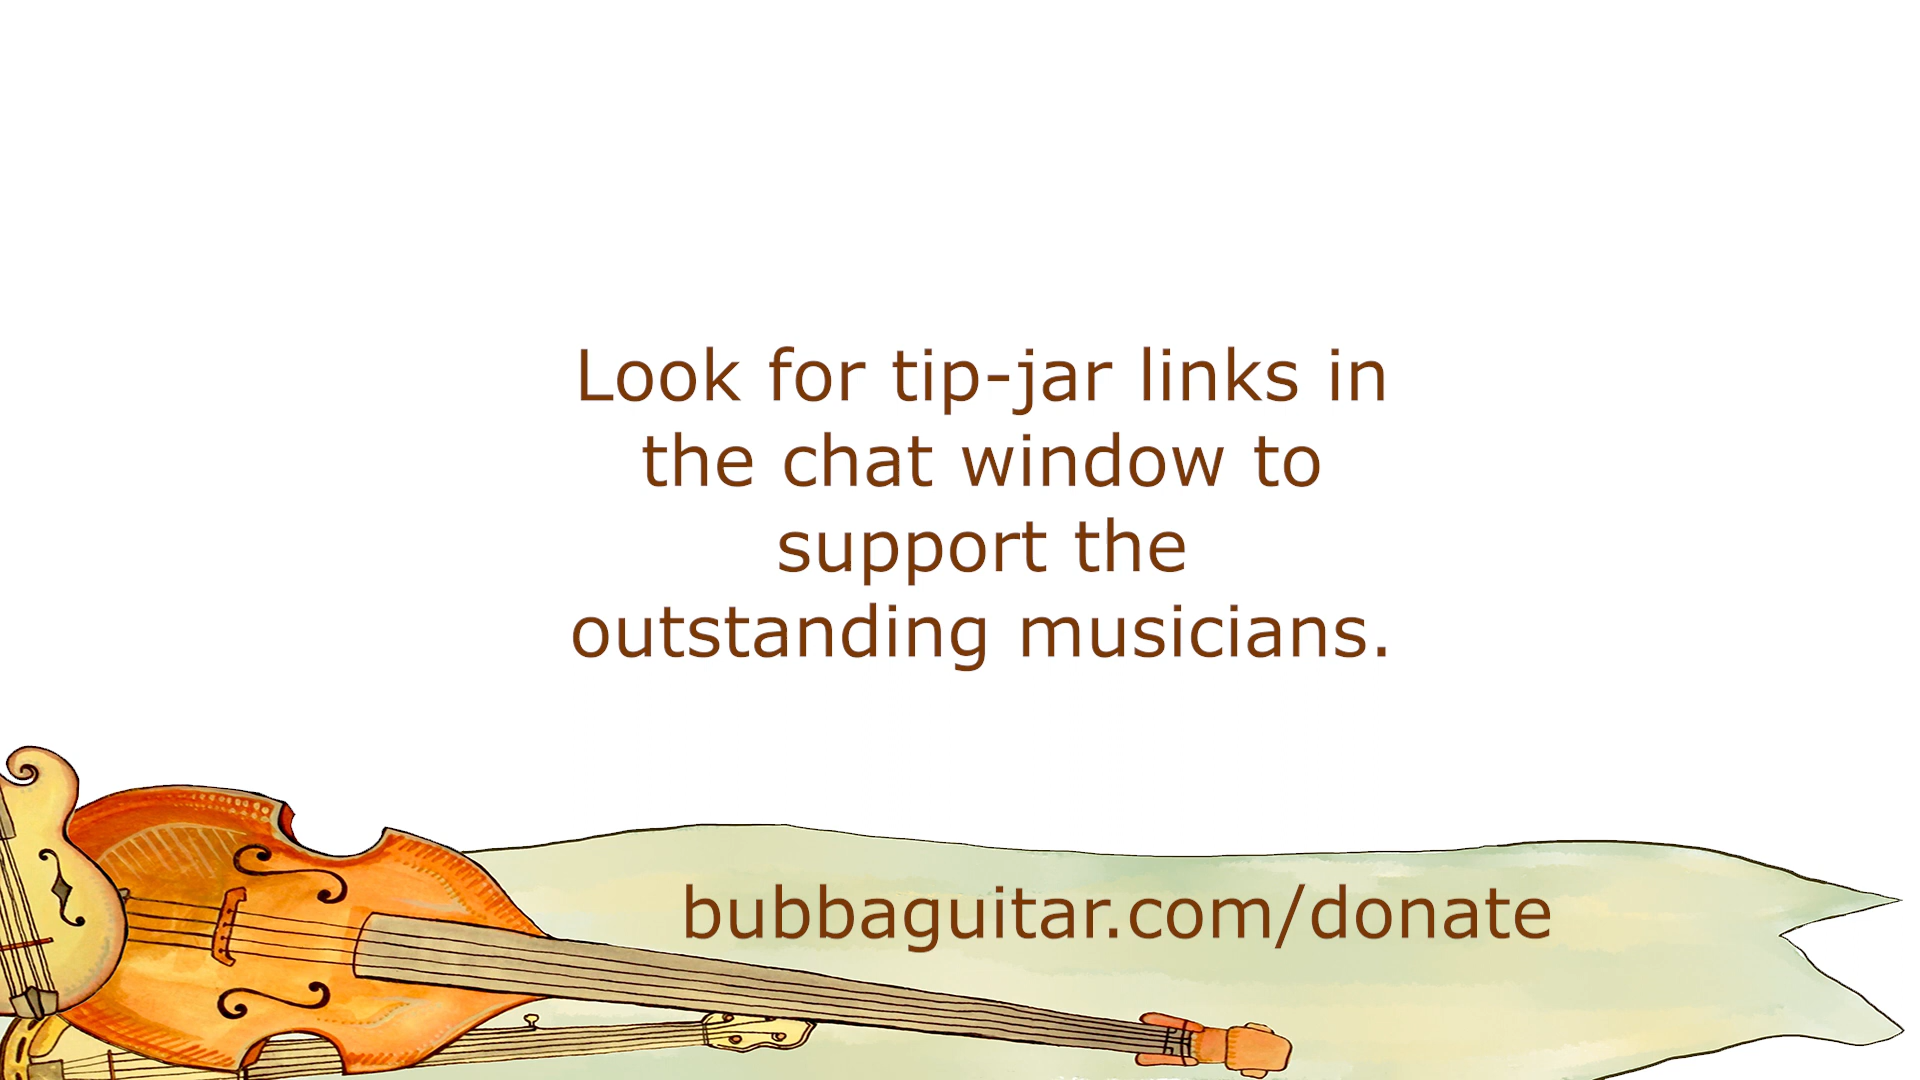 Look for tip-jar links in
the chat window to
support the
outstanding musicians.
bubbaguitar.com/donate